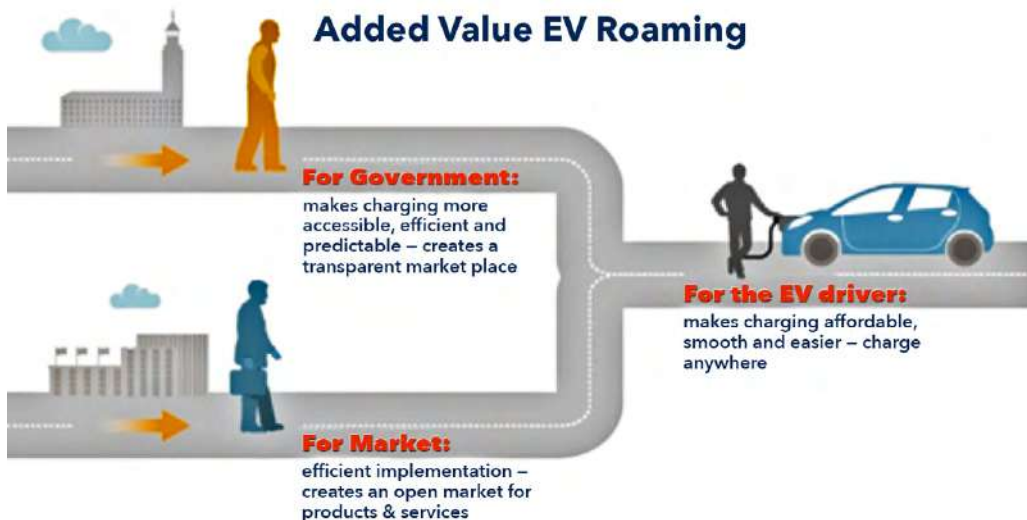 Added Value EV Roaming
For Government:
makes charging more
accessible, efficient and
predictable – creates a
transparent market place
For the EV driver:
makes charging affordable,
smooth and easier – charge
anywhere
For Market:
efficient implementation –
creates an open market for
products & services